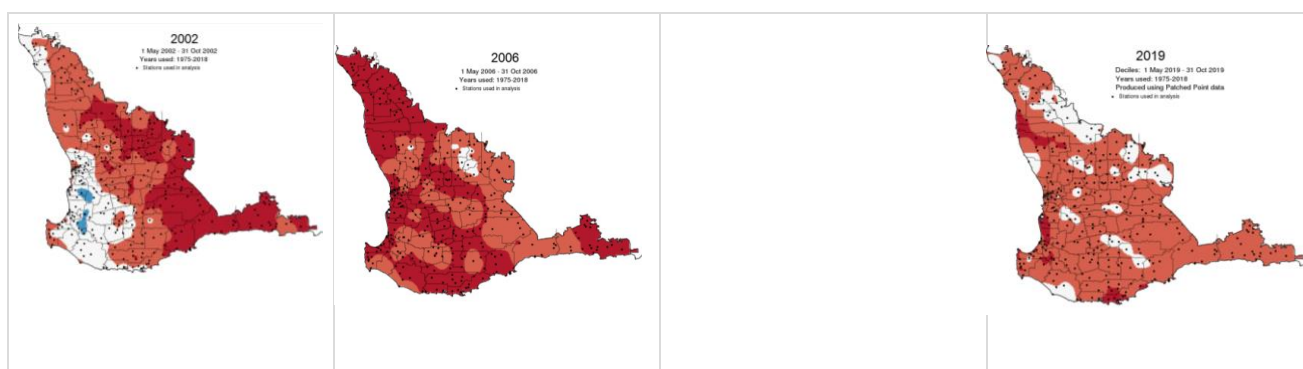 2002
1 May 2002 - 31 Oct 2002
Years used: 1975-2018
Stations used in analysis
2006
1 May 2006 - 31 Oct 2006
Years used: 1975-2018
Stations used in analysis
2019
Deciles: 1 May 2019 - 31 Oct 2019
Years used: 1975-2018
Produced using Patched Point data
Stations used in analysis